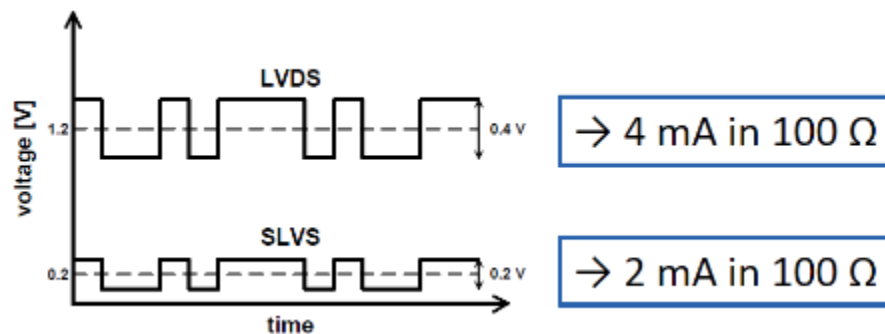 LVDS
voltage [V]
1.2
0.4 V
→ 4 mA in 100 Ω
SLVS
0.2
0.2 V
→ 2 mA in 100 Ω
time